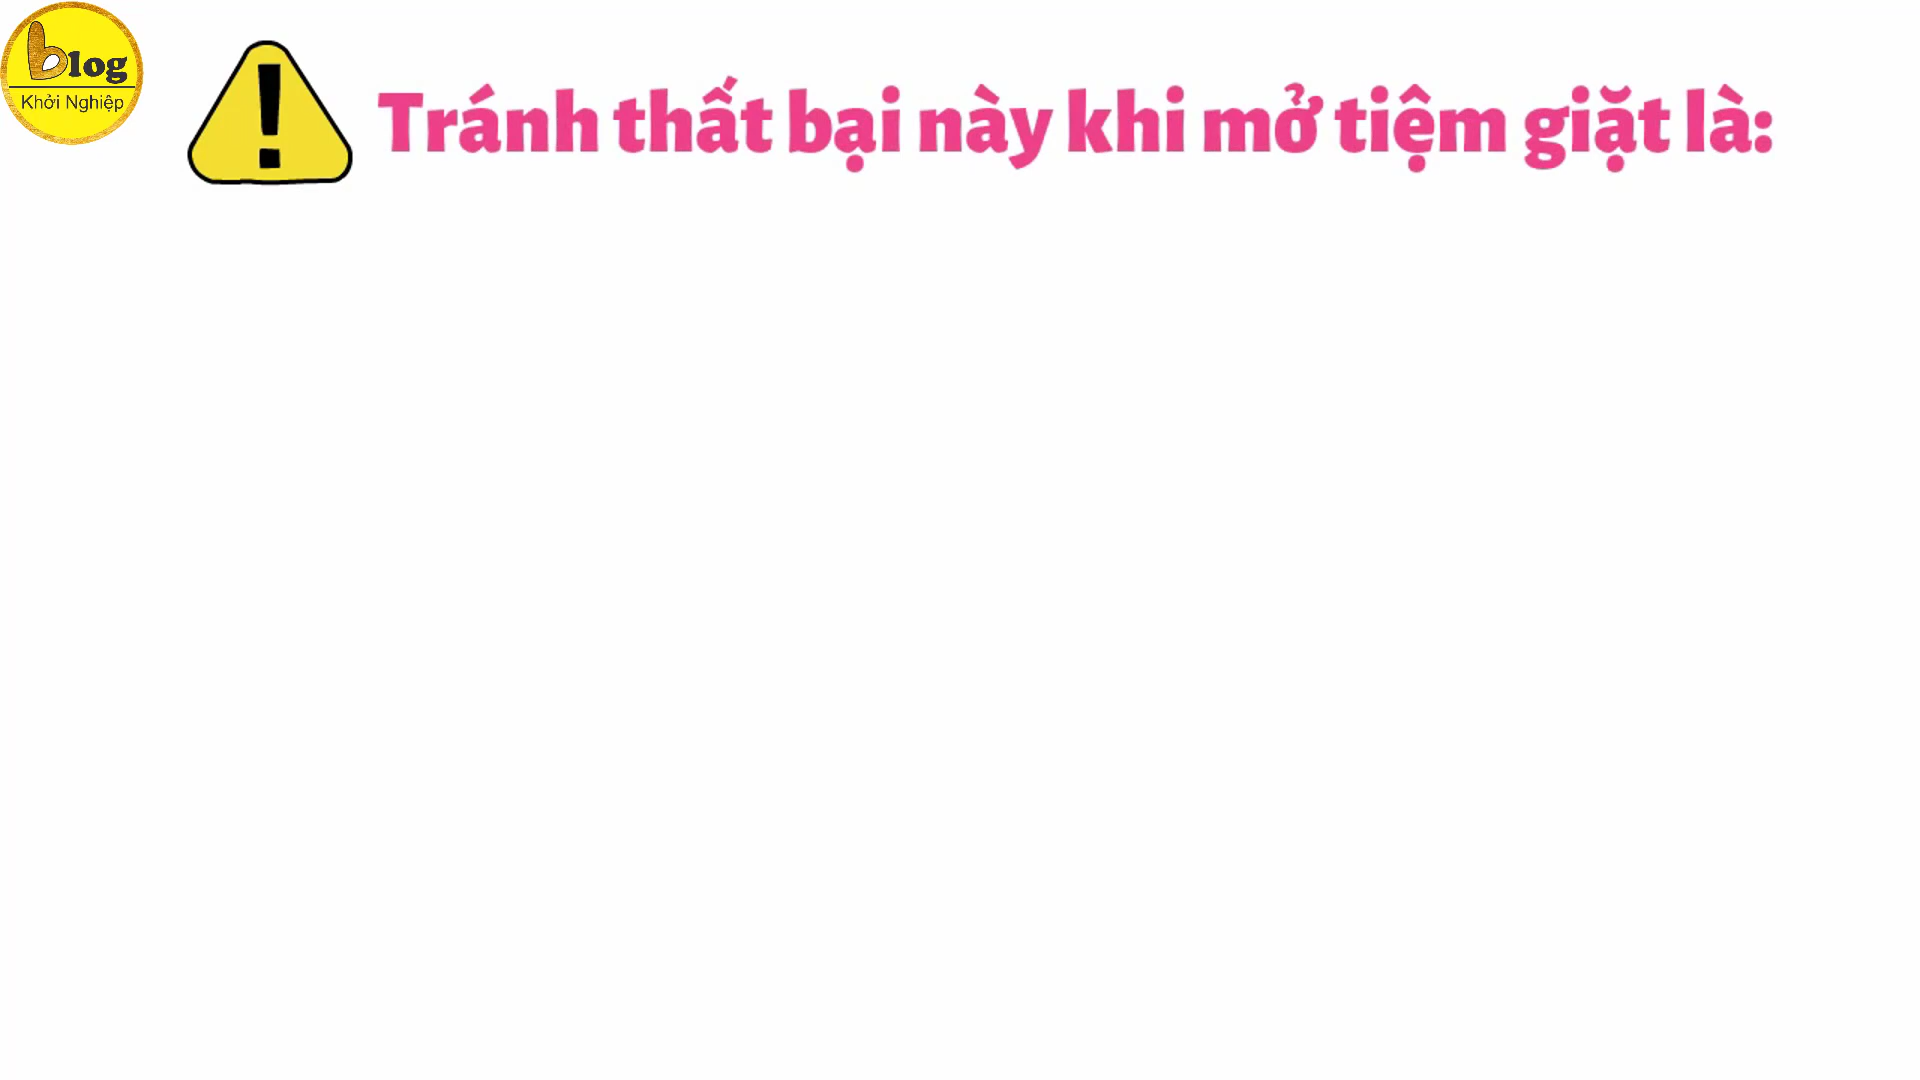 blog
Khởi Nghiệp
! Tránh thất bại này khi mở tiệm giặt là: